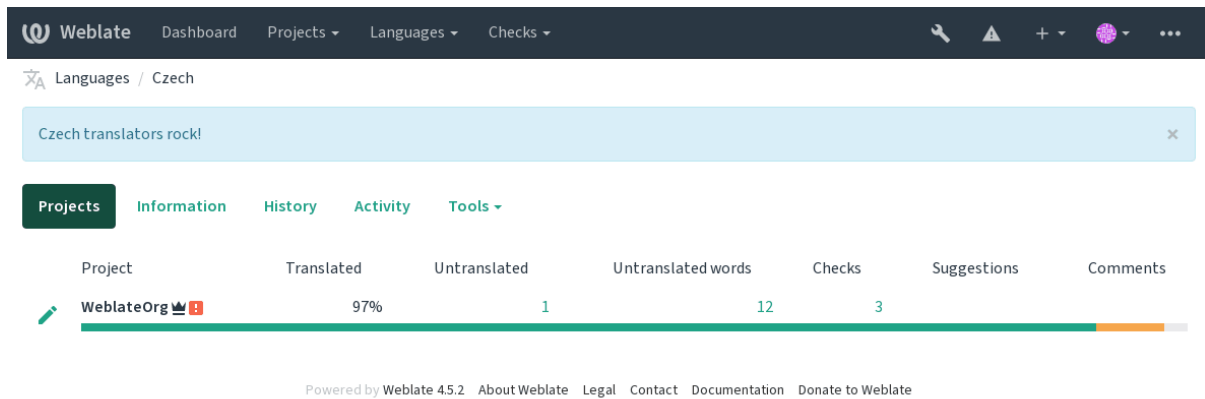 Weblate Dashboard Projects Languages Checks
Languages / Czech
Czech translators rock! ×
Projects Information History Activity Tools
Project Translated Untranslated Untranslated words Checks Suggestions Comments
WeblateOrg 97% 1 12 3
Powered by Weblate 4.5.2 About Weblate Legal Contact Documentation Donate to Weblate